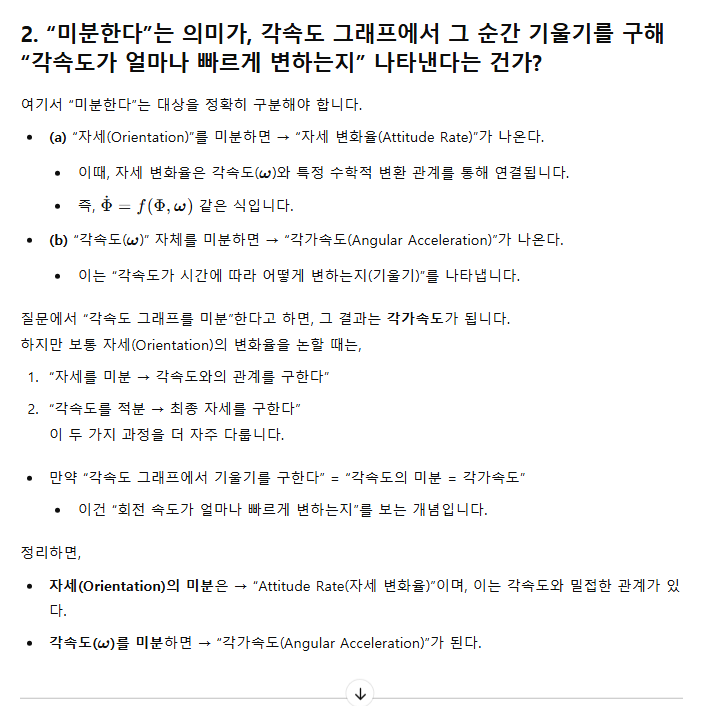 2. “미분한다”는 의미가, 각속도 그래프에서 그 순간 기울기를 구해
“각속도가 얼마나 빠르게 변하는지” 나타낸다는 건가?
여기서 “미분한다”는 대상을 정확히 구분해야 합니다.
• (a) “자세(Orientation)”를 미분하면 → “자세 변화율(Attitude Rate)”가 나온다.
• 이때, 자세 변화율은 각속도(𝝎)와 특정 수학적 변환 관계를 통해 연결됩니다.
• 즉, Φ̇ = f(Φ, 𝝎) 같은 식입니다.
• (b) “각속도(𝝎)” 자체를 미분하면 → “각가속도(Angular Acceleration)”가 나온다.
• 이는 “각속도가 시간에 따라 어떻게 변하는지(기울기)”를 나타냅니다.
질문에서 “각속도 그래프를 미분”한다고 하면, 그 결과는 각가속도가 됩니다.
하지만 보통 자세(Orientation)의 변화율을 논할 때는,
1. “자세를 미분 → 각속도와의 관계를 구한다”
2. “각속도를 적분 → 최종 자세를 구한다”
이 두 가지 과정을 더 자주 다룹니다.
• 만약 “각속도 그래프에서 기울기를 구한다” = “각속도의 미분 = 각가속도”
• 이건 “회전 속도가 얼마나 빠르게 변하는지”를 보는 개념입니다.
정리하면,
• 자세(Orientation)의 미분은 → “Attitude Rate(자세 변화율)”이며, 이는 각속도와 밀접한 관계가 있
다.
• 각속도(𝝎)를 미분하면 → “각가속도(Angular Acceleration)”가 된다.